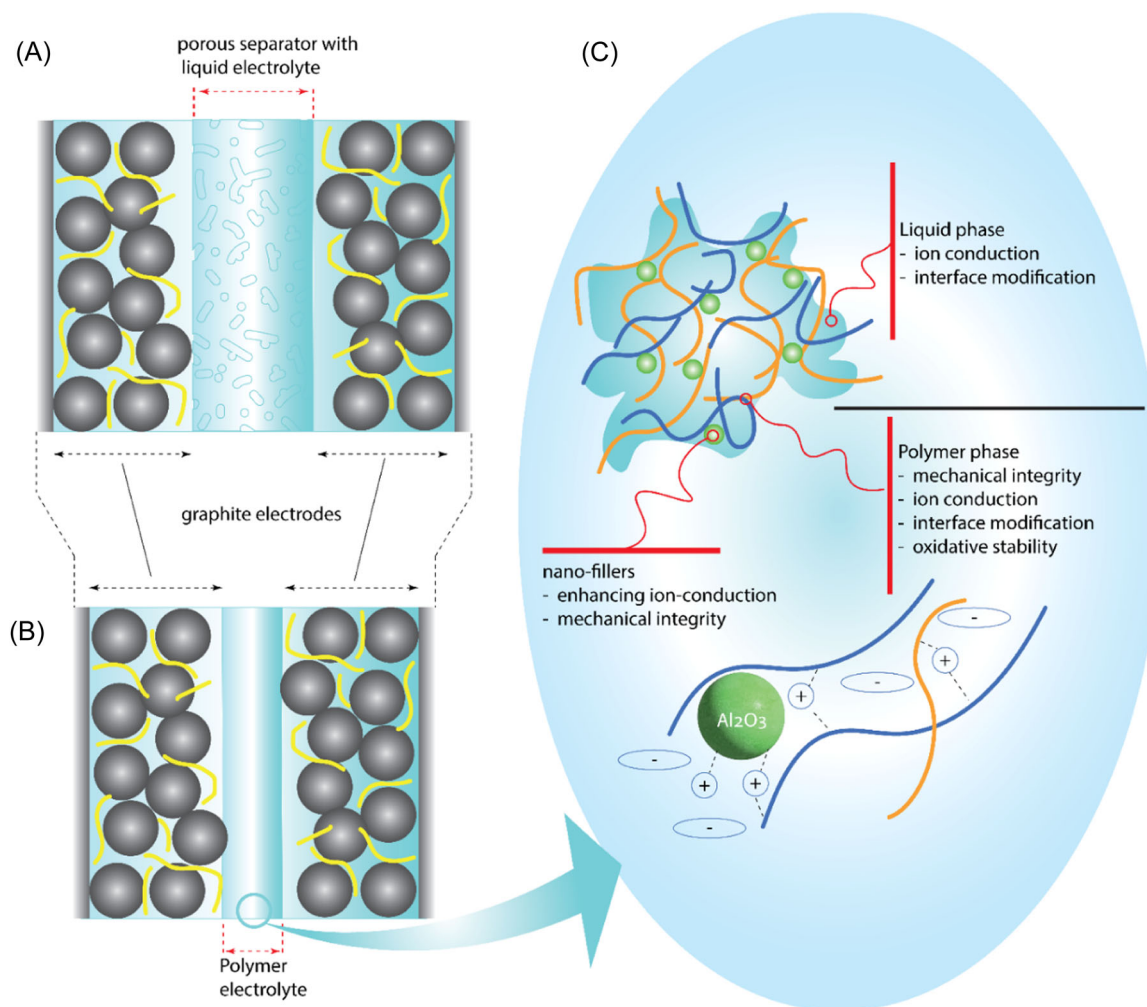 (A)
porous separator with
liquid electrolyte
graphite electrodes
(B)
Polymer
electrolyte
(C)
Liquid phase
- ion conduction
- interface modification
Polymer phase
- mechanical integrity
- ion conduction
- interface modification
- oxidative stability
nano-fillers
- enhancing ion-conduction
- mechanical integrity
-
+
-
+
Al2O3
-
+
+
-